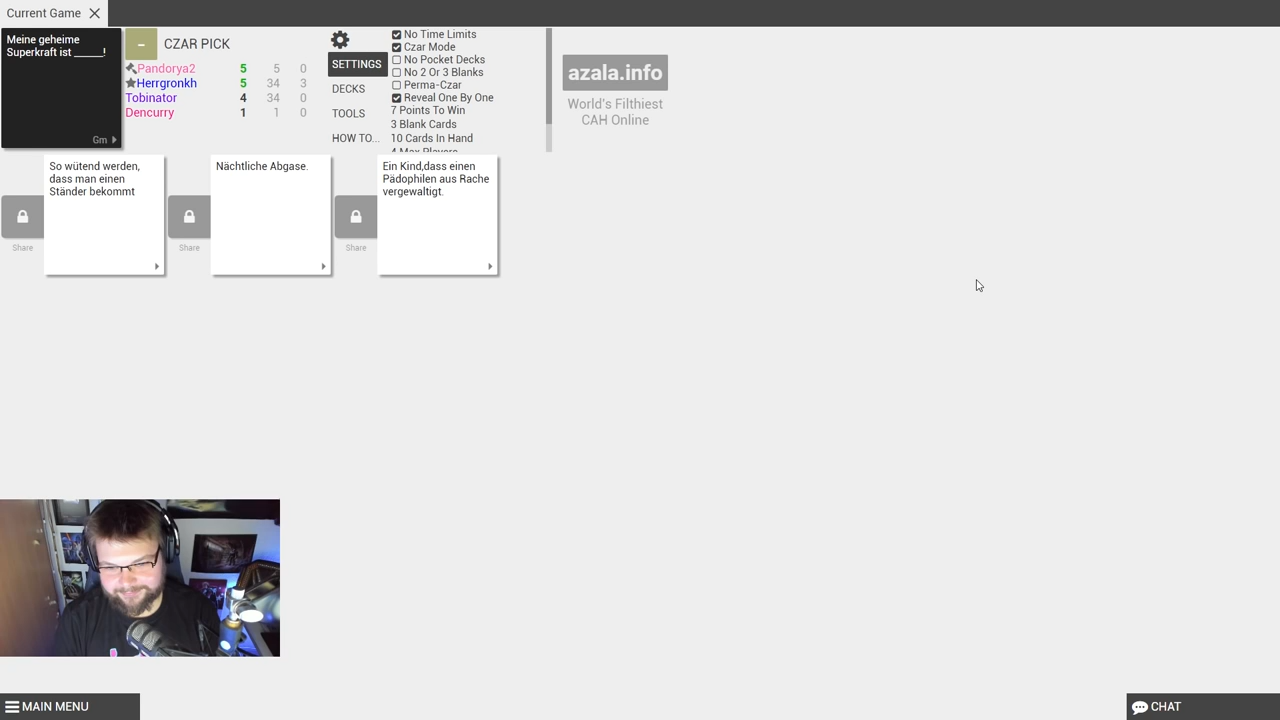 Current Game
Meine geheime
Superkraft ist _____!
Gm
–
CZAR PICK
Pandorya2 5 5 0
Herrgronkh 5 34 3
Tobinator 4 34 0
Dencurry 1 1 0
SETTINGS
DECKS
TOOLS
HOW TO...
No Time Limits
Czar Mode
No Pocket Decks
No 2 Or 3 Blanks
Perma-Czar
Reveal One By One
7 Points To Win
3 Blank Cards
10 Cards In Hand
4 Max Players
azala.info
World's Filthiest
CAH Online
Share
So wütend werden,
dass man einen
Ständer bekommt
Share
Nächtliche Abgase.
Share
Ein Kind,dass einen
Pädophilen aus Rache
vergewaltigt.
MAIN MENU
CHAT